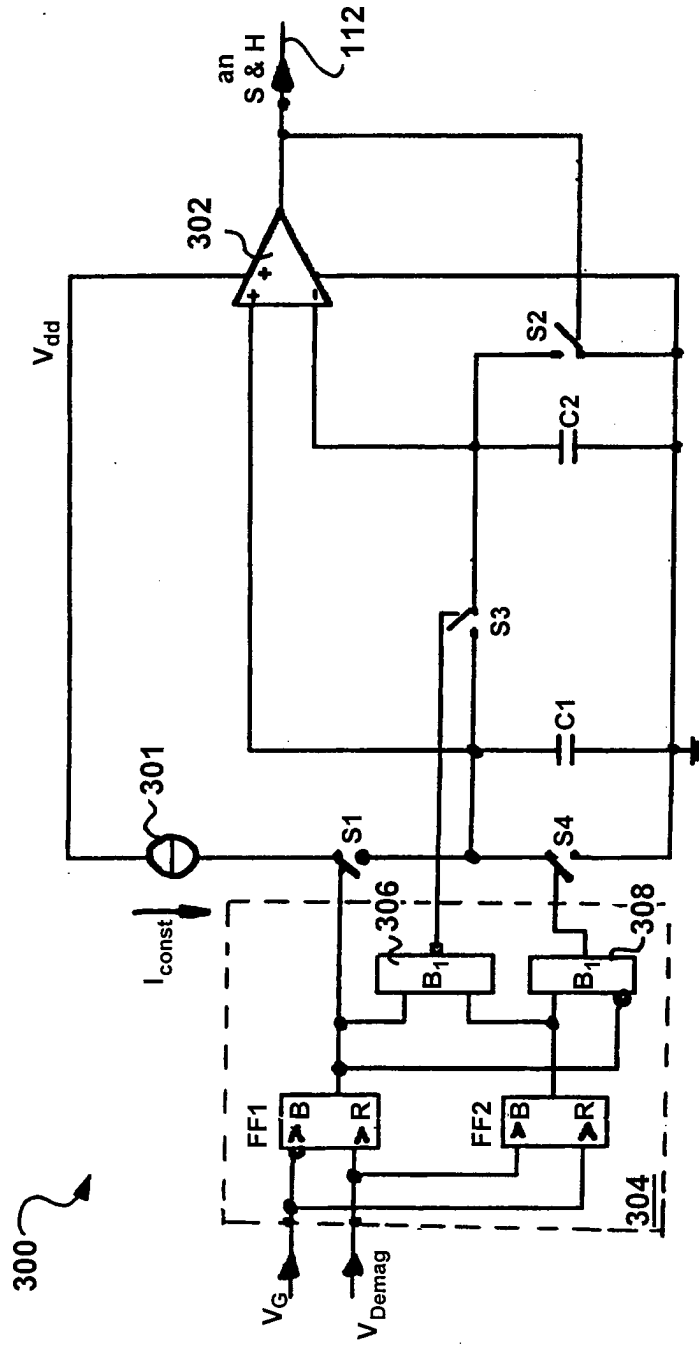 300
V_G
V_Demag
304
FF1
B
R
FF2
B
R
306
B₁
308
B₁
I_const
301
S1
S4
C1
S3
C2
S2
V_dd
302
+
+
−
an
S & H
112